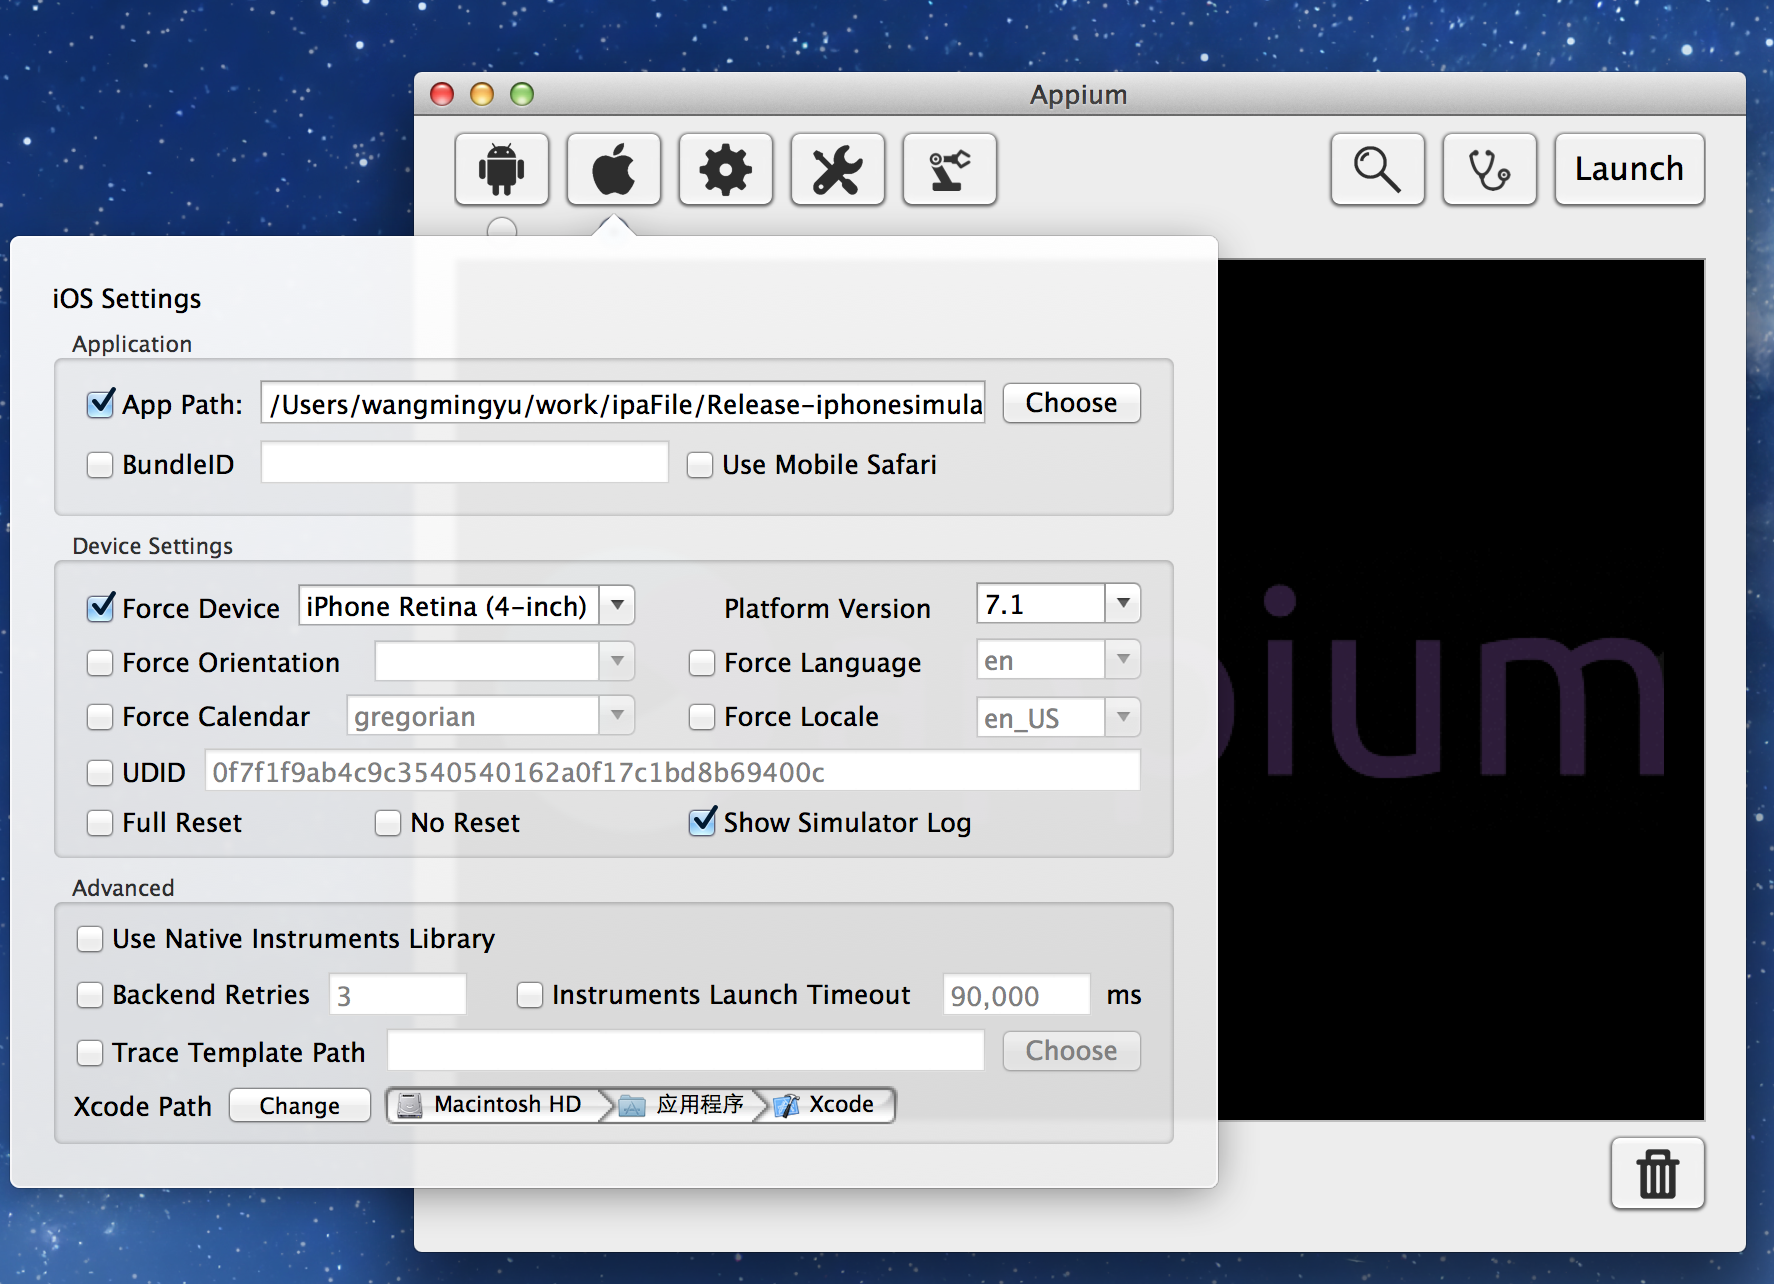 Appium
Launch
iOS Settings
Application
App Path: /Users/wangmingyu/work/ipaFile/Release-iphonesimula Choose
BundleID Use Mobile Safari
Device Settings
Force Device iPhone Retina (4-inch) Platform Version 7.1
Force Orientation Force Language en
Force Calendar gregorian Force Locale en_US
UDID 0f7f1f9ab4c9c3540540162a0f17c1bd8b69400c
Full Reset No Reset Show Simulator Log
Advanced
Use Native Instruments Library
Backend Retries 3 Instruments Launch Timeout 90,000 ms
Trace Template Path Choose
Xcode Path Change Macintosh HD 应用程序 Xcode
pium